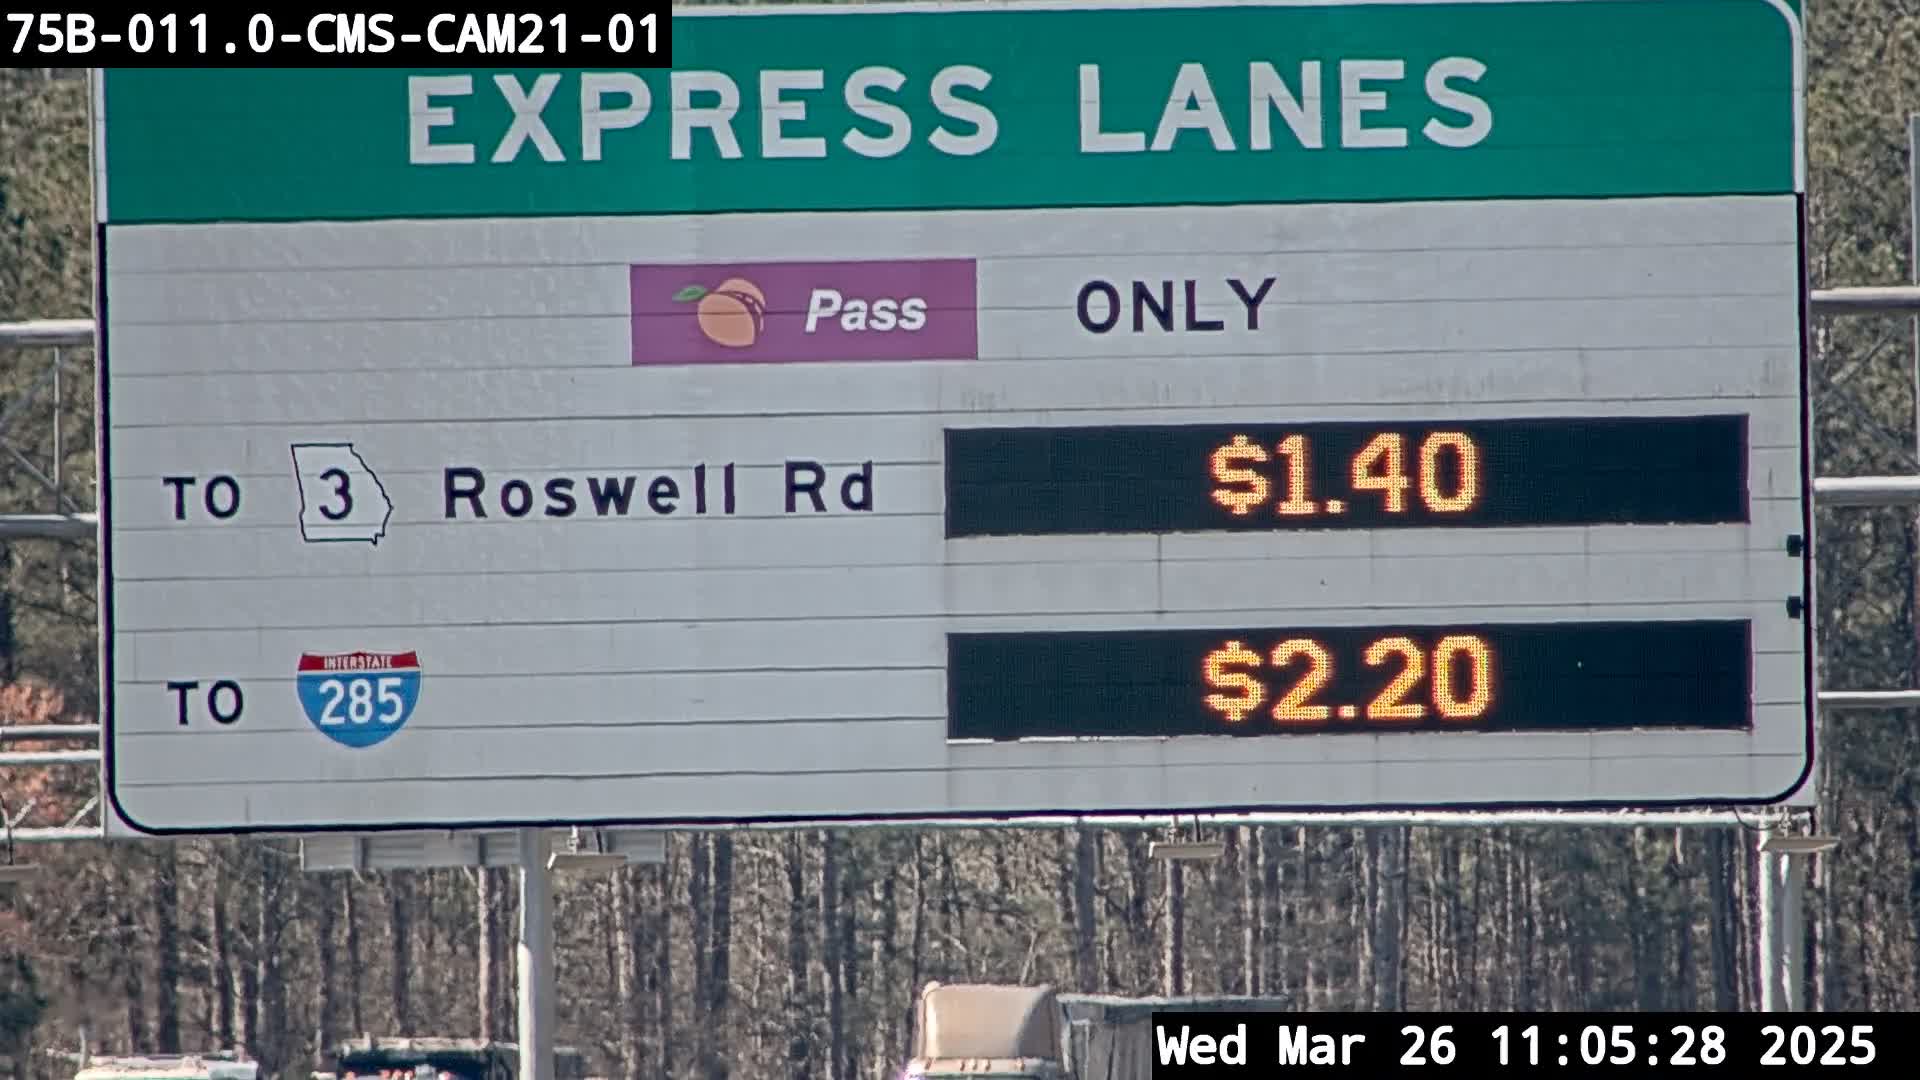 75B-011.0-CMS-CAM21-01
EXPRESS LANES
Pass ONLY
TO 3 Roswell Rd $1.40
TO INTERSTATE 285 $2.20
Wed Mar 26 11:05:28 2025